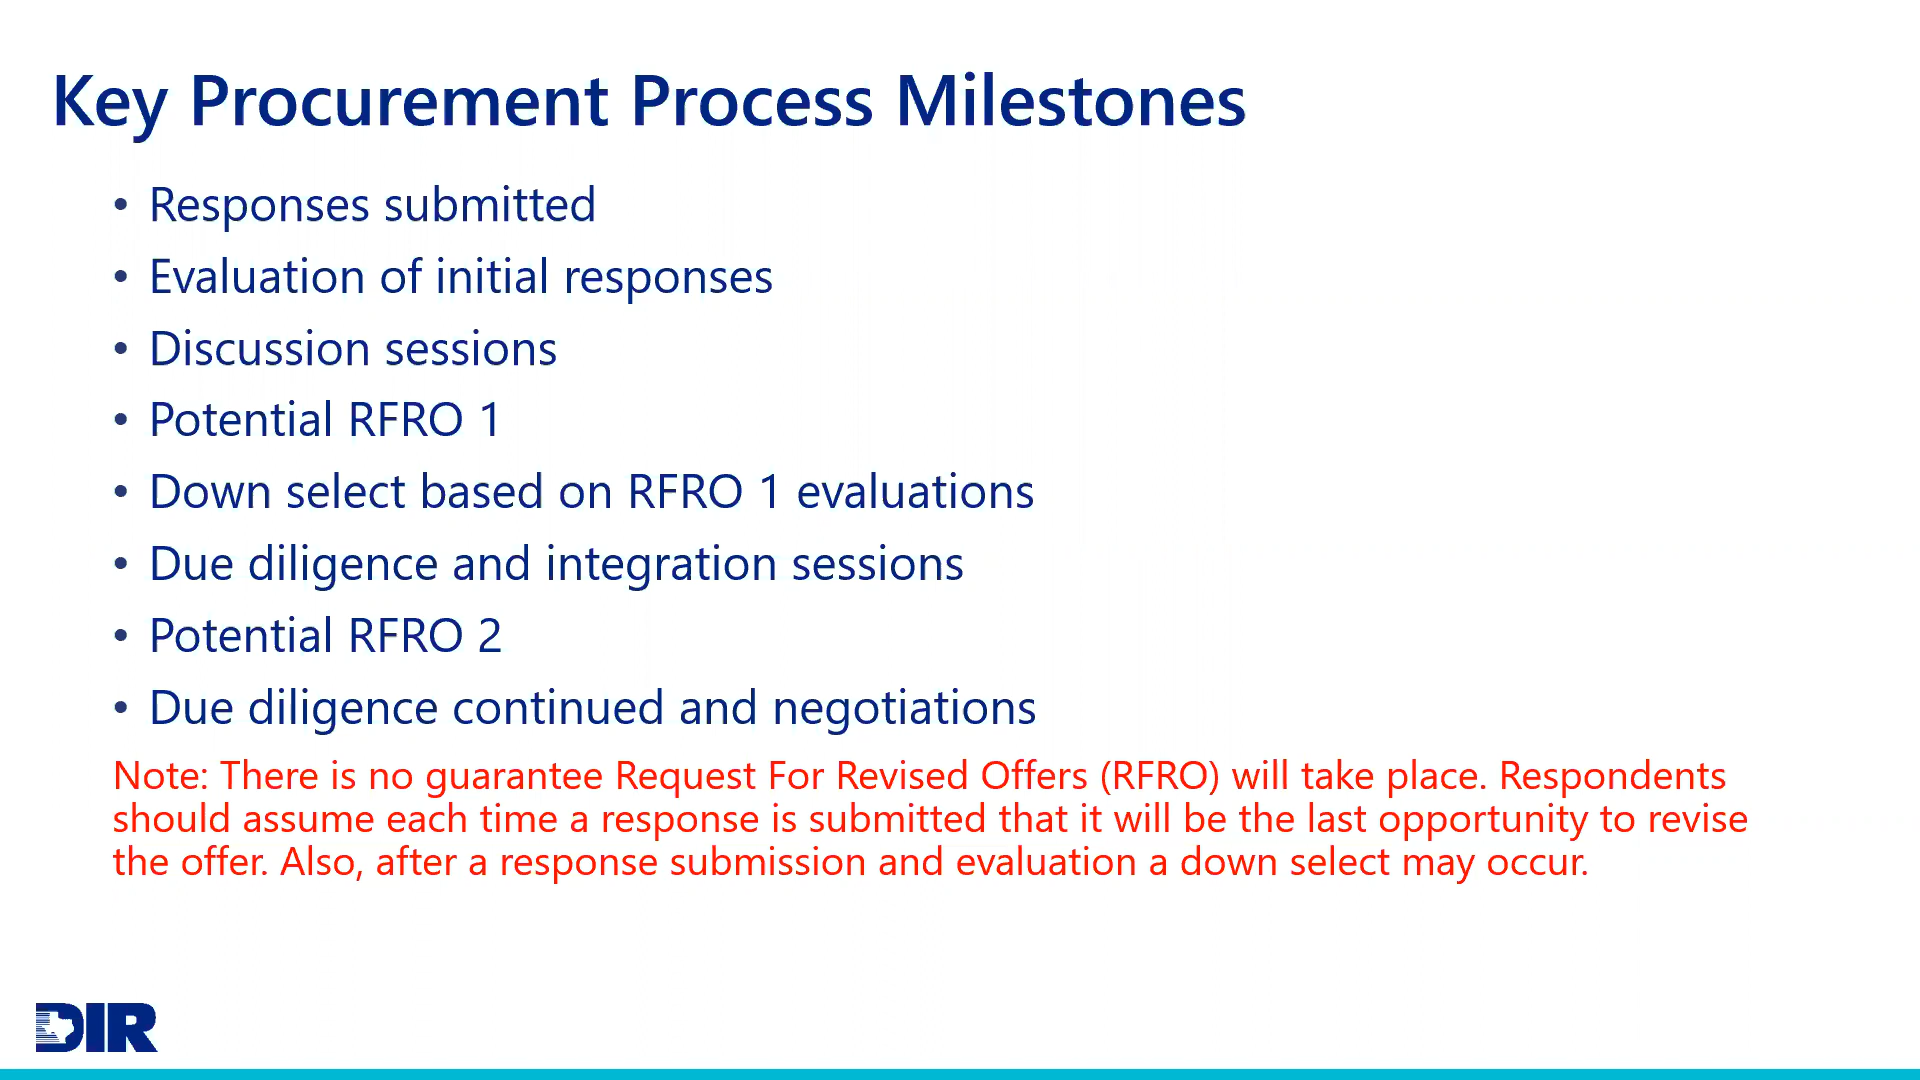 Key Procurement Process Milestones
• Responses submitted
• Evaluation of initial responses
• Discussion sessions
• Potential RFRO 1
• Down select based on RFRO 1 evaluations
• Due diligence and integration sessions
• Potential RFRO 2
• Due diligence continued and negotiations
Note: There is no guarantee Request For Revised Offers (RFRO) will take place. Respondents
should assume each time a response is submitted that it will be the last opportunity to revise
the offer. Also, after a response submission and evaluation a down select may occur.
DIR